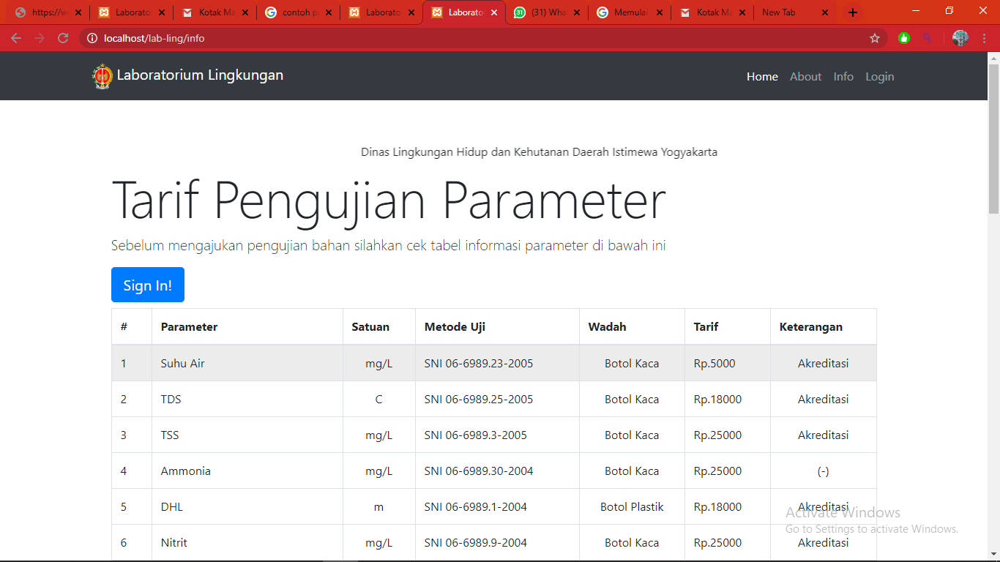 https://w
Laborato
Kotak Ma
contoh p
Laborato
Laborato
(31) Wha
Memulai
Kotak Ma
New Tab
localhost/lab-ling/info
Laboratorium Lingkungan
Home About Info Login
Dinas Lingkungan Hidup dan Kehutanan Daerah Istimewa Yogyakarta
Tarif Pengujian Parameter
Sebelum mengajukan pengujian bahan silahkan cek tabel informasi parameter di bawah ini
Sign In!
# Parameter Satuan Metode Uji Wadah Tarif Keterangan
1 Suhu Air mg/L SNI 06-6989.23-2005 Botol Kaca Rp.5000 Akreditasi
2 TDS C SNI 06-6989.25-2005 Botol Kaca Rp.18000 Akreditasi
3 TSS mg/L SNI 06-6989.3-2005 Botol Kaca Rp.25000 Akreditasi
4 Ammonia mg/L SNI 06-6989.30-2004 Botol Kaca Rp.25000 (-)
5 DHL m SNI 06-6989.1-2004 Botol Plastik Rp.18000 Akreditasi
6 Nitrit mg/L SNI 06-6989.9-2004 Botol Kaca Rp.25000 Akreditasi
Activate Windows
Go to Settings to activate Windows.